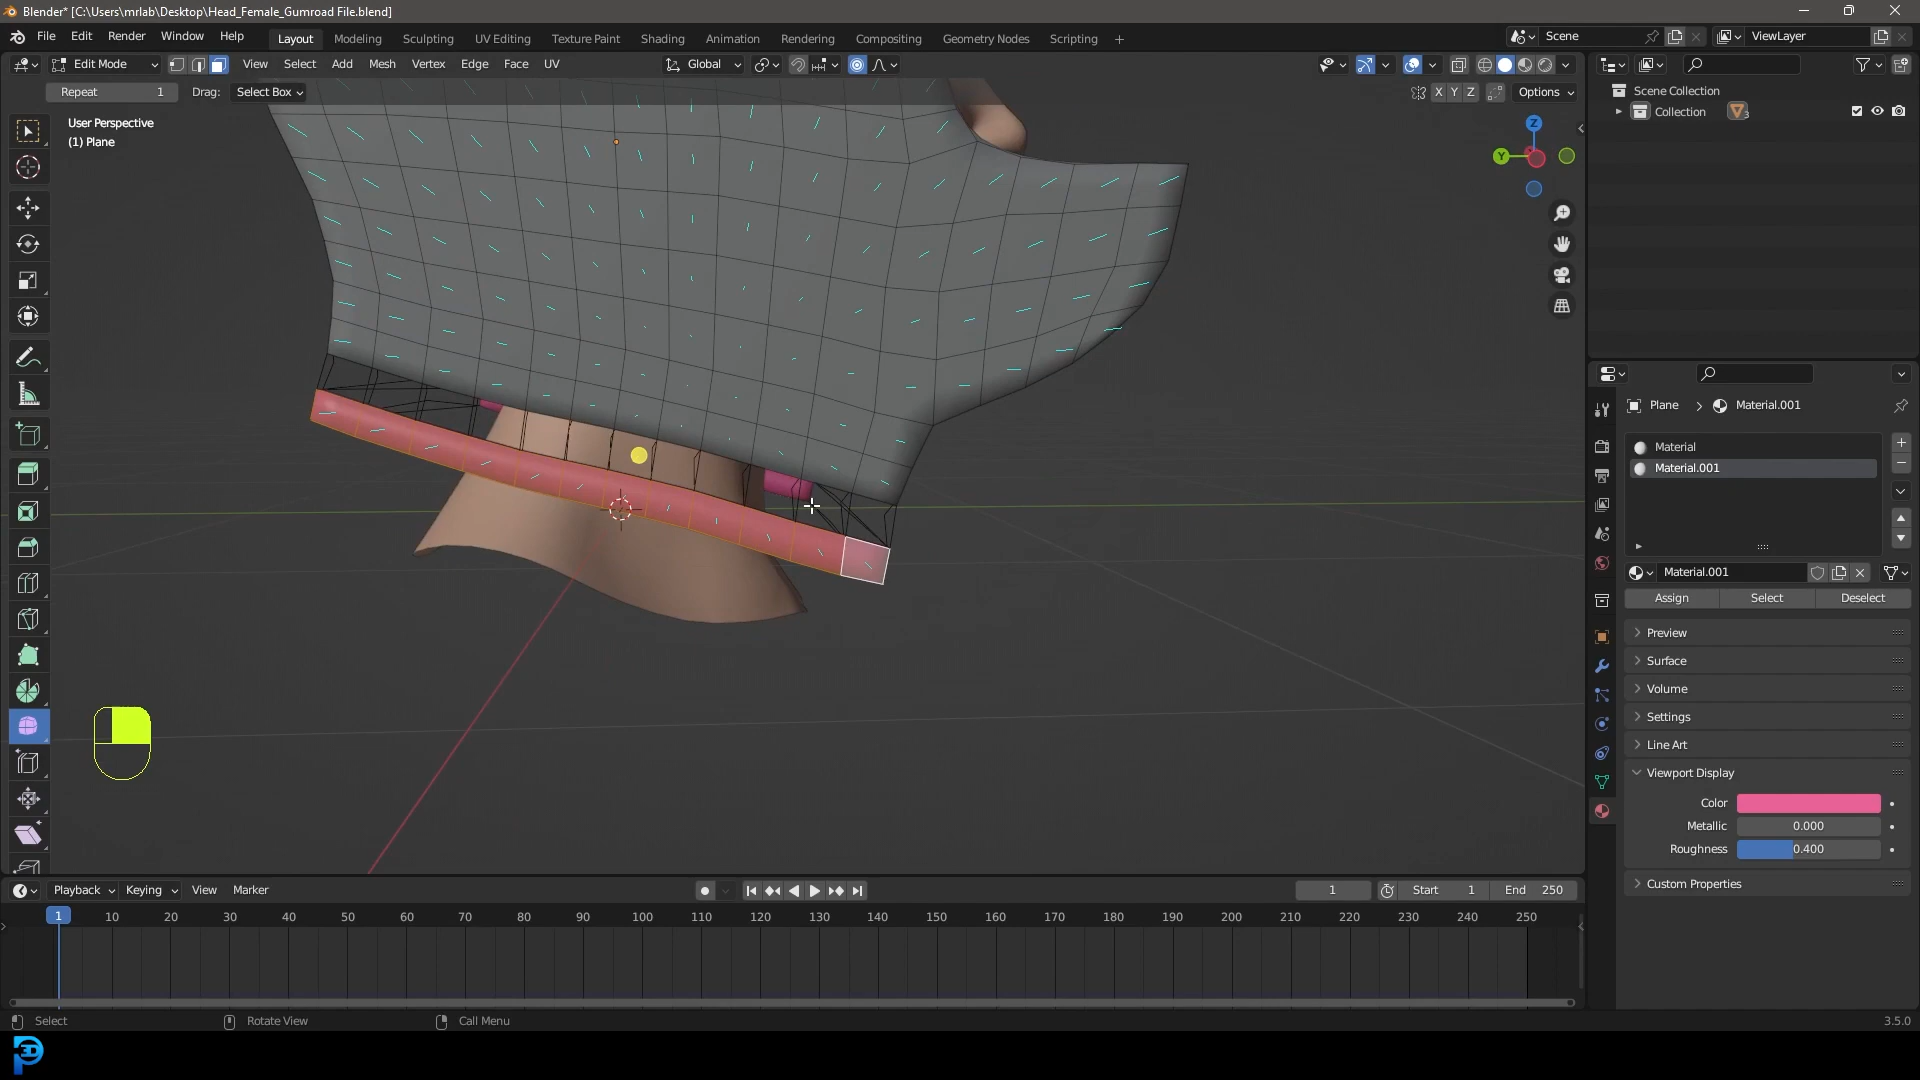 Blender* [C:\Users\mrlab\Desktop\Head_Female_Gumroad File.blend]
File Edit Render Window Help Layout Modeling Sculpting UV Editing Texture Paint Shading Animation Rendering Compositing Geometry Nodes Scripting + Scene ViewLayer
Edit Mode View Select Add Mesh Vertex Edge Face UV Global
Repeat 1 Drag: Select Box X Y Z Options
User Perspective
(1) Plane
Z
Y
Scene Collection
Collection 3
Plane > Material.001
Material
Material.001
Material.001
Assign Select Deselect
Preview
Surface
Volume
Settings
Line Art
Viewport Display
Color
Metallic 0.000
Roughness 0.400
Custom Properties
Playback Keying View Marker 1 Start 1 End 250
1 10 20 30 40 50 60 70 80 90 100 110 120 130 140 150 160 170 180 190 200 210 220 230 240 250
Select Rotate View Call Menu 3.5.0
3D